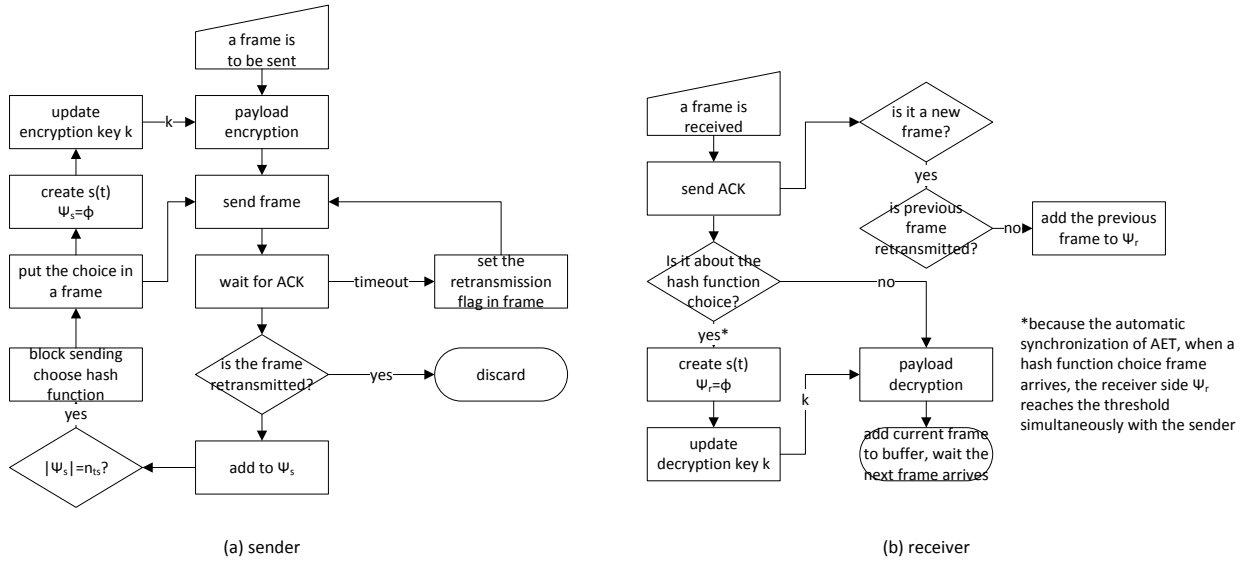 a frame is
to be sent
update
encryption key k
k
payload
encryption
create s(t)
Ψₛ=ϕ
send frame
put the choice in
a frame
wait for ACK
timeout
set the
retransmission
flag in frame
block sending
choose hash
function
is the frame
retransmitted?
yes
discard
yes
|Ψₛ|=nₜₛ?
add to Ψₛ
(a) sender
a frame is
received
is it a new
frame?
send ACK
yes
is previous
frame
retransmitted?
no
add the previous
frame to Ψᵣ
Is it about the
hash function
choice?
no
yes*
create s(t)
Ψᵣ=ϕ
k
payload
decryption
update
decryption key k
add current frame
to buffer, wait the
next frame arrives
*because the automatic
synchronization of AET, when a
hash function choice frame
arrives, the receiver side Ψᵣ
reaches the threshold
simultaneously with the sender
(b) receiver